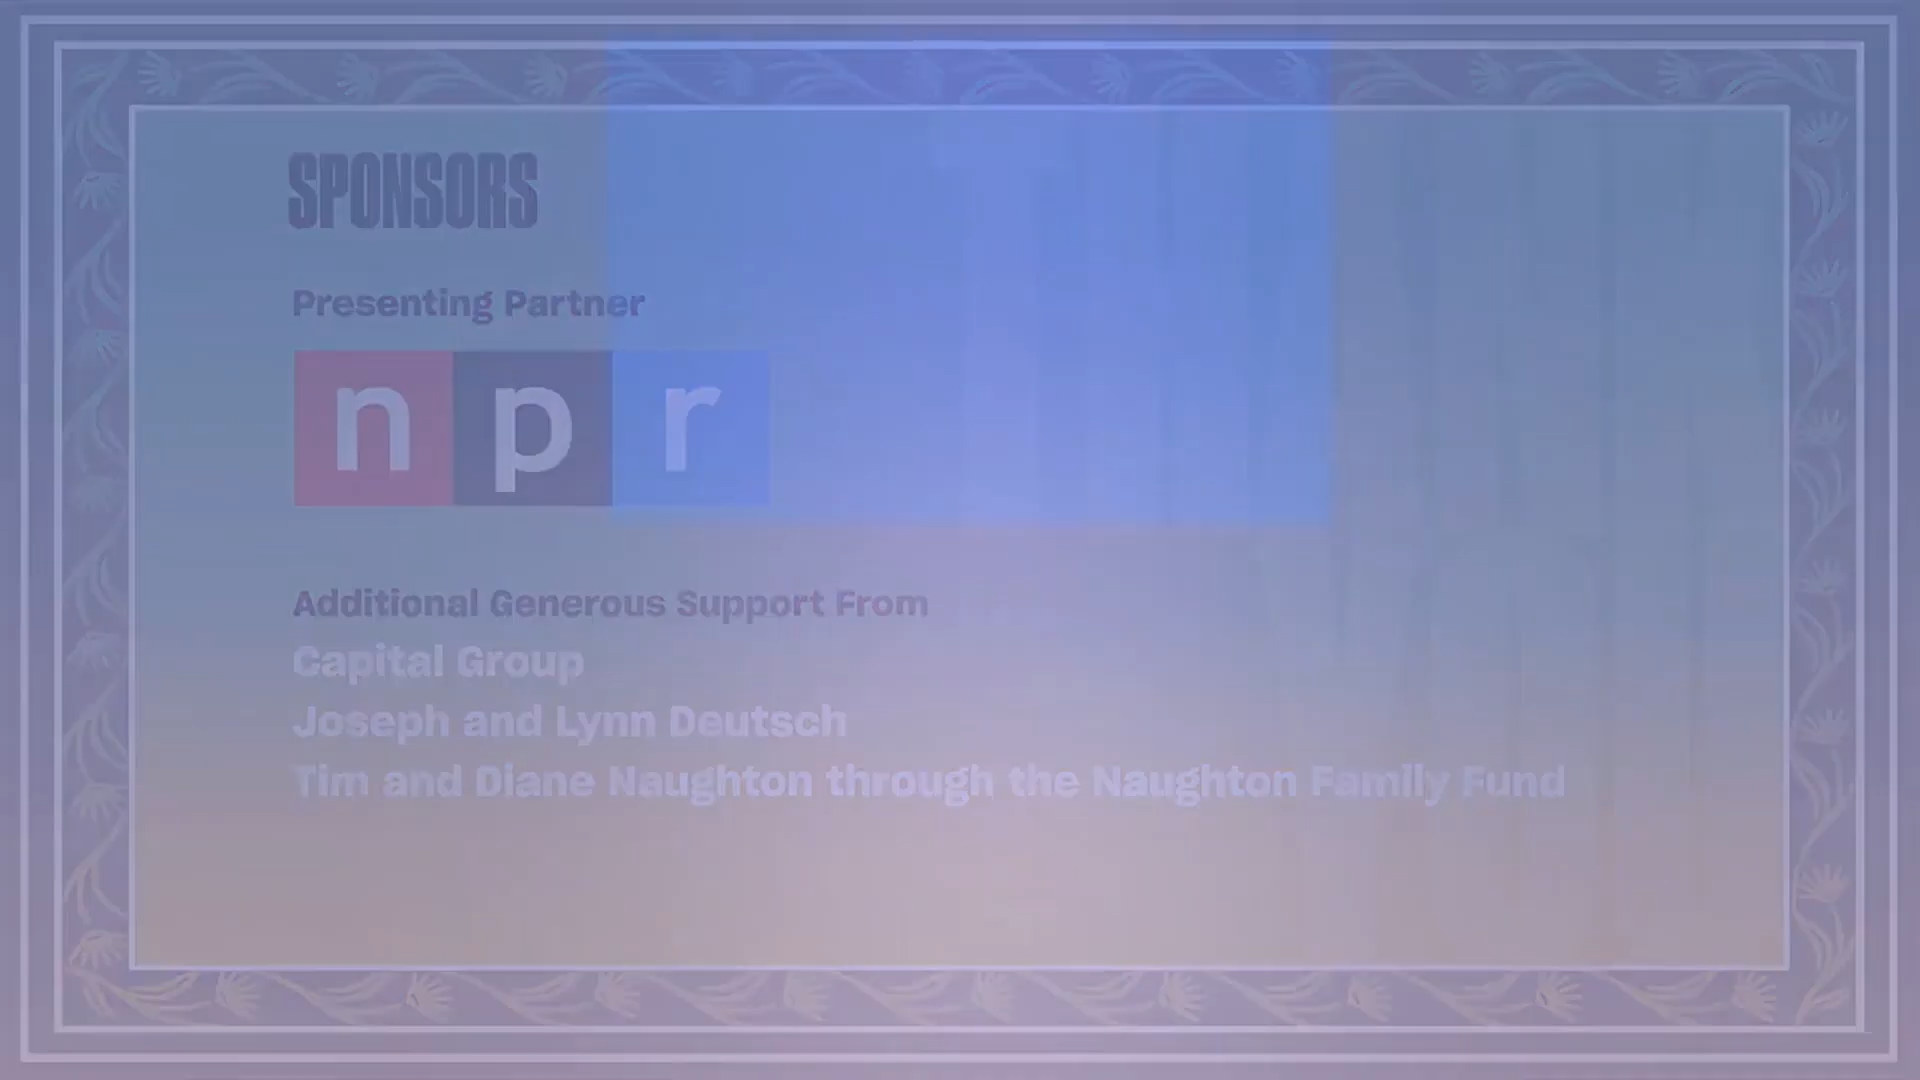 SPONSORS
Presenting Partner
npr
Additional Generous Support From
Capital Group
Joseph and Lynn Deutsch
Tim and Diane Naughton through the Naughton Family Fund